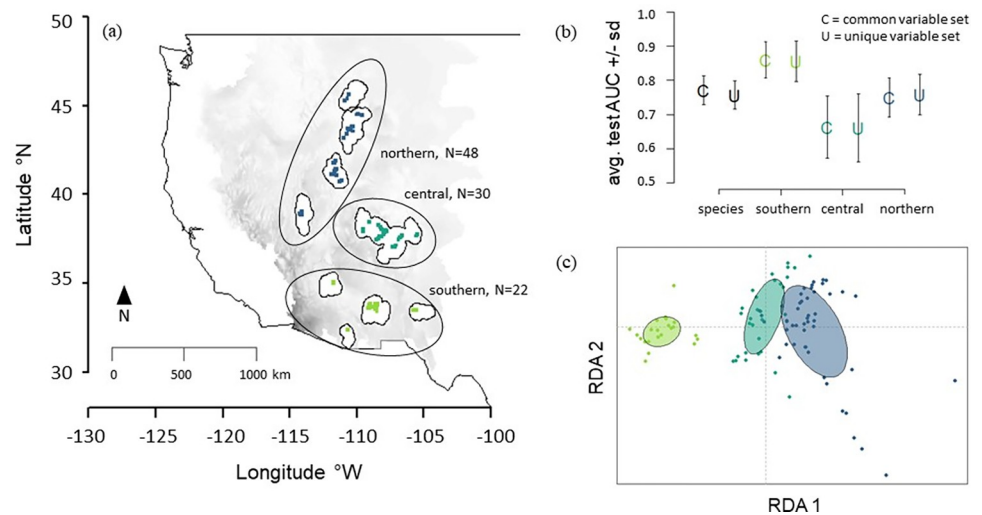 (a)
50
45
40
35
30
Latitude °N
northern, N=48
central, N=30
southern, N=22
N
0 500 1000 km
-130 -125 -120 -115 -110 -105 -100
Longitude °W
(b)
C = common variable set
U = unique variable set
avg. test AUC +/- sd
1.0
0.9
0.8
0.7
0.6
0.5
C U C U C U C U
species southern central northern
(c)
RDA 2
RDA 1